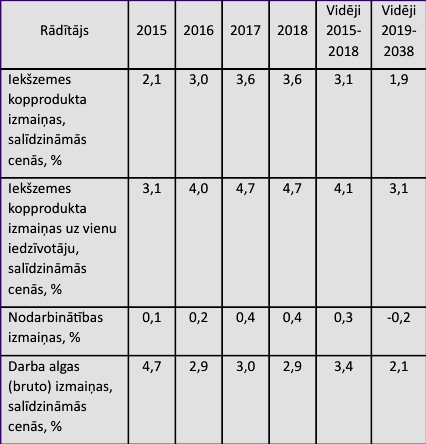 Rādītājs 2015 2016 2017 2018 Vidēji 2015-2018 Vidēji 2019-2038
Iekšzemes 2,1 3,0 3,6 3,6 3,1 1,9
kopprodukta
izmaiņas,
salīdzināmās
cenās, %
Iekšzemes 3,1 4,0 4,7 4,7 4,1 3,1
kopprodukta
izmaiņas uz vienu
iedzīvotāju,
salīdzināmās
cenās, %
Nodarbinātības 0,1 0,2 0,4 0,4 0,3 -0,2
izmaiņas, %
Darba algas 4,7 2,9 3,0 2,9 3,4 2,1
(bruto) izmaiņas,
salīdzināmās
cenās, %